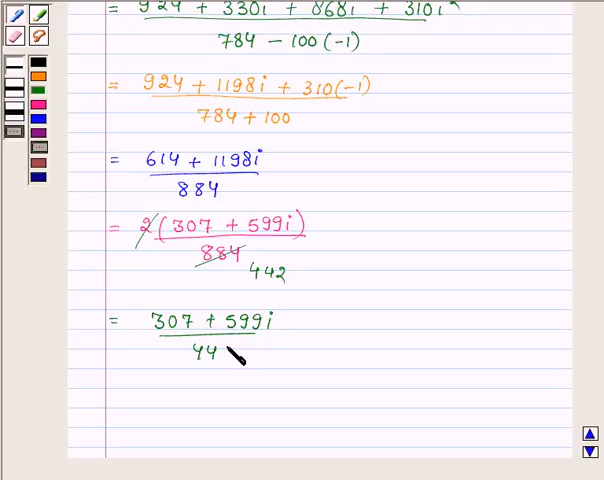 = 924 + 330i + 868i + 310i²
784 - 100(-1)
= 924 + 1198i + 310(-1)
784 + 100
= 614 + 1198i
884
= 2(307 + 599i)
884
442
= 307 + 599i
44